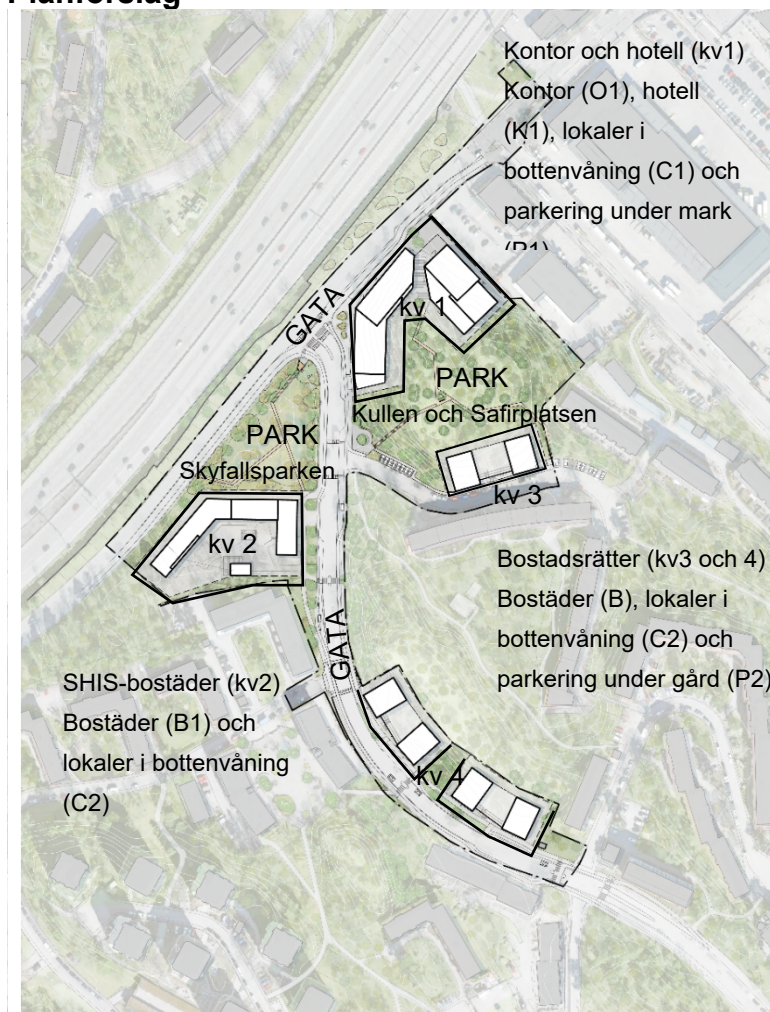 Planförslag
Kontor och hotell (kv1)
Kontor (O1), hotell
(K1), lokaler i
bottenvåning (C1) och
parkering under mark
(P1)
GATA
kv 1
PARK
Kullen och Safirplatsen
PARK
Skyfallsparken
kv 3
kv 2
Bostadsrätter (kv3 och 4)
Bostäder (B), lokaler i
bottenvåning (C2) och
parkering under gård (P2)
GATA
SHIS-bostäder (kv2)
Bostäder (B1) och
lokaler i bottenvåning
(C2)
kv 4